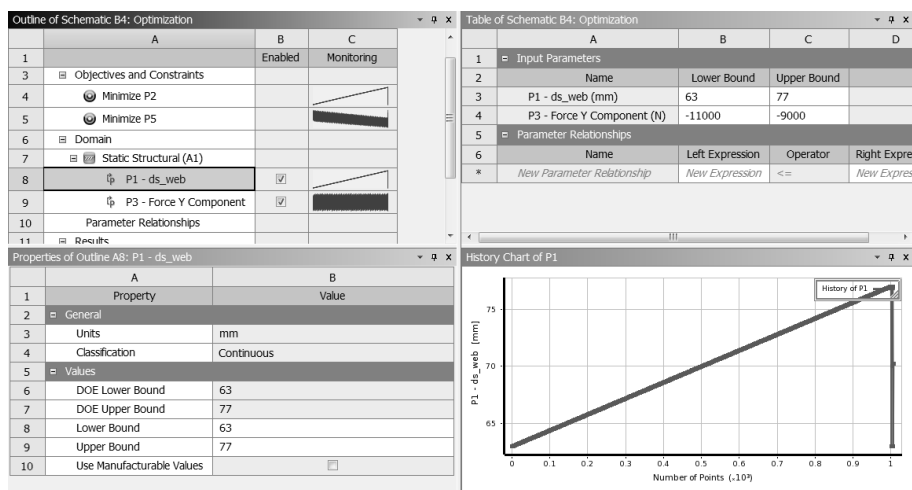 Outline of Schematic B4: Optimization
A B C
1 Enabled Monitoring
3 Objectives and Constraints
4 Minimize P2
5 Minimize P5
6 Domain
7 Static Structural (A1)
8 P1 - ds_web
9 P3 - Force Y Component
10 Parameter Relationships
11 Results
Table of Schematic B4: Optimization
A B C D
1 Input Parameters
2 Name Lower Bound Upper Bound
3 P1 - ds_web (mm) 63 77
4 P3 - Force Y Component (N) -11000 -9000
5 Parameter Relationships
6 Name Left Expression Operator Right Expre
* New Parameter Relationship New Expression <= New Expres
Properties of Outline A8: P1 - ds_web
A B
1 Property Value
2 General
3 Units mm
4 Classification Continuous
5 Values
6 DOE Lower Bound 63
7 DOE Upper Bound 77
8 Lower Bound 63
9 Upper Bound 77
10 Use Manufacturable Values
History Chart of P1
History of P1
P1 - ds_web [mm]
75
70
65
0 0.1 0.2 0.3 0.4 0.5 0.6 0.7 0.8 0.9 1
Number of Points (.10³)